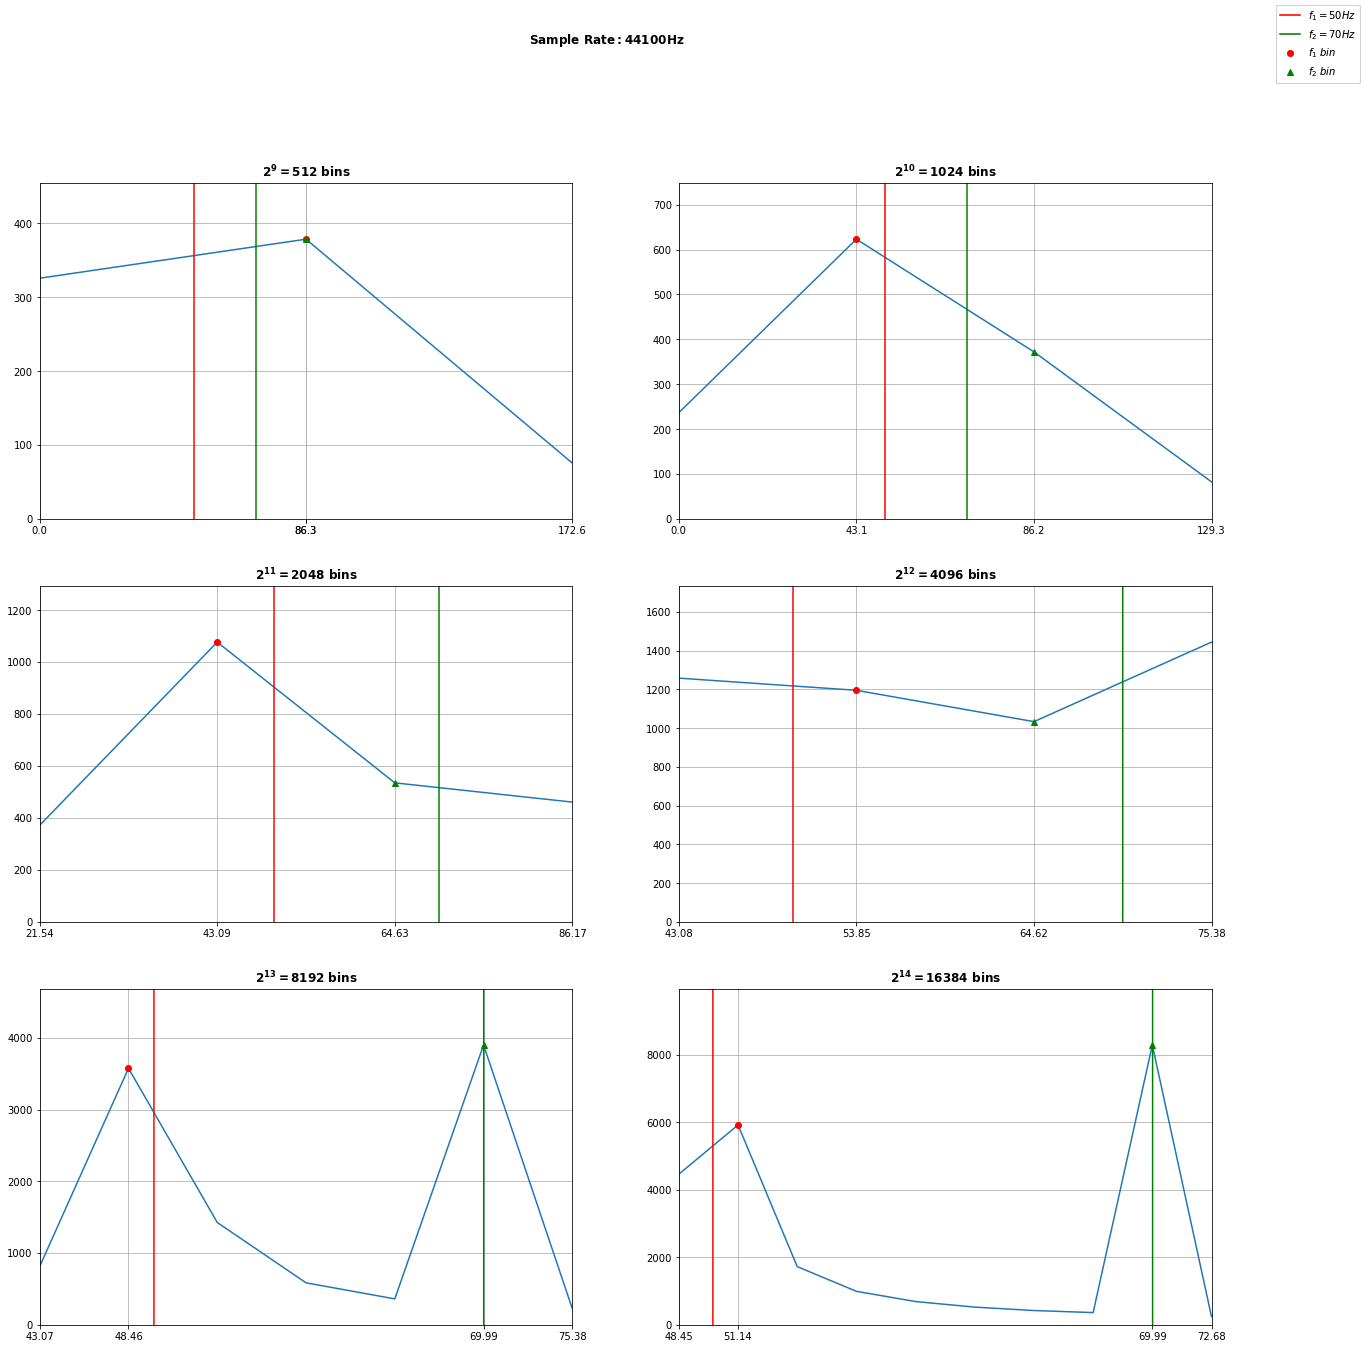 f₁ = 50Hz
f₂ = 70Hz
f₁ bin
f₂ bin
Sample Rate: 44100Hz
2⁹ = 512 bins
400
300
200
100
0
0.0 86.3 172.6
2¹⁰ = 1024 bins
700
600
500
400
300
200
100
0
0.0 43.1 86.2 129.3
2¹¹ = 2048 bins
1200
1000
800
600
400
200
0
21.54 43.09 64.63 86.17
2¹² = 4096 bins
1600
1400
1200
1000
800
600
400
200
0
43.08 53.85 64.62 75.38
2¹³ = 8192 bins
4000
3000
2000
1000
0
43.07 48.46 69.99 75.38
2¹⁴ = 16384 bins
8000
6000
4000
2000
0
48.45 51.14 69.99 72.68